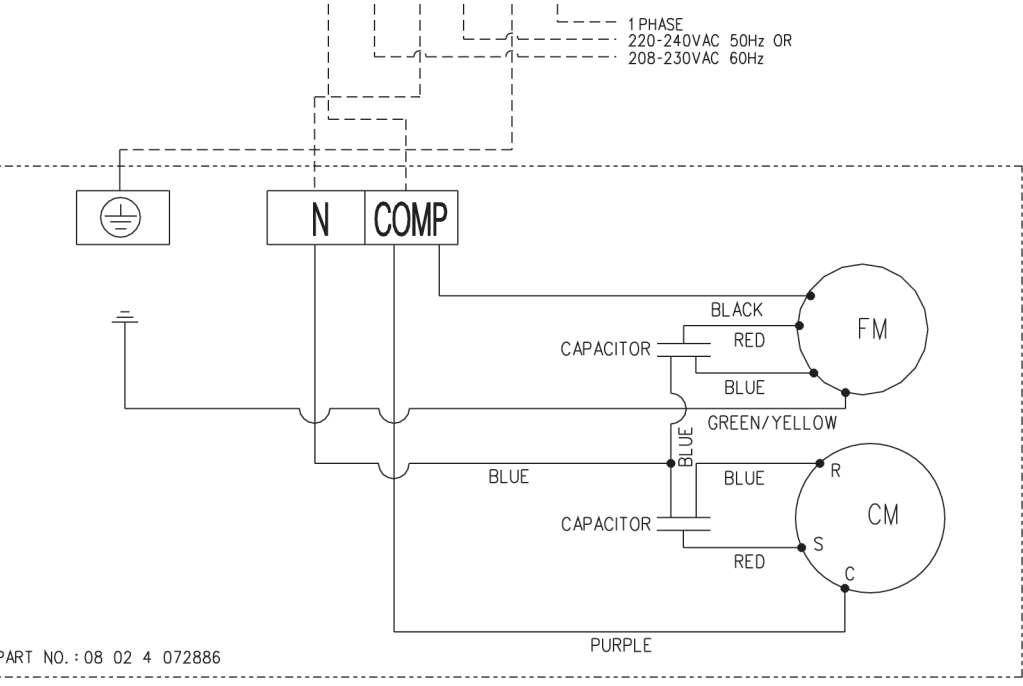 1 PHASE
220-240VAC 50Hz OR
208-230VAC 60Hz
N
COMP
BLACK
FM
RED
CAPACITOR
BLUE
GREEN/YELLOW
BLUE
BLUE
BLUE
R
CM
CAPACITOR
S
RED
C
PURPLE
PART NO.: 08 02 4 072886